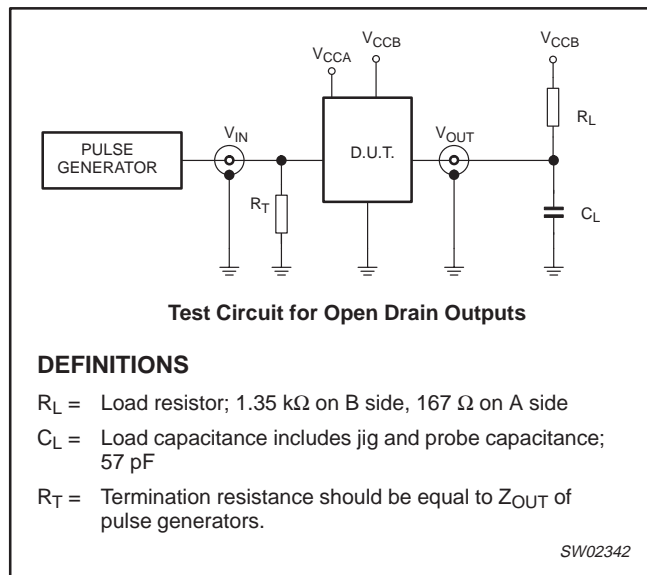 VCCA
VCCB
VCCB
RL
PULSE
GENERATOR
VIN
D.U.T.
VOUT
RT
CL
Test Circuit for Open Drain Outputs
DEFINITIONS
RL = Load resistor; 1.35 kΩ on B side, 167 Ω on A side
CL = Load capacitance includes jig and probe capacitance;
57 pF
RT = Termination resistance should be equal to ZOUT of
pulse generators.
SW02342